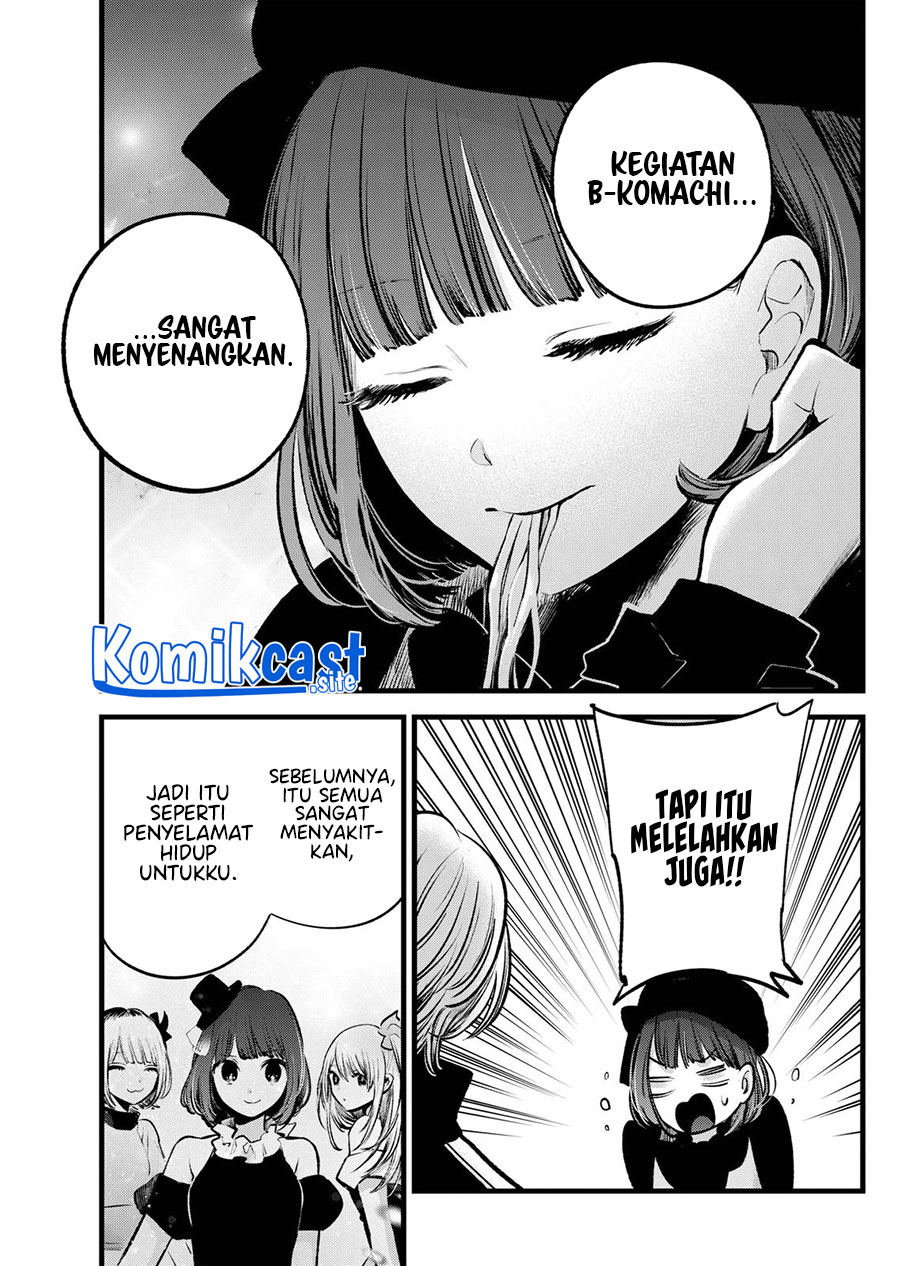 KEGIATAN
B-KOMACHI...
...SANGAT
MENYENANGKAN.
Komikcast
.site
TAPI ITU
MELELAHKAN
JUGA!!
SEBELUMNYA,
ITU SEMUA
SANGAT
MENYAKIT-
KAN,
JADI ITU
SEPERTI
PENYELAMAT
HIDUP
UNTUKKU.